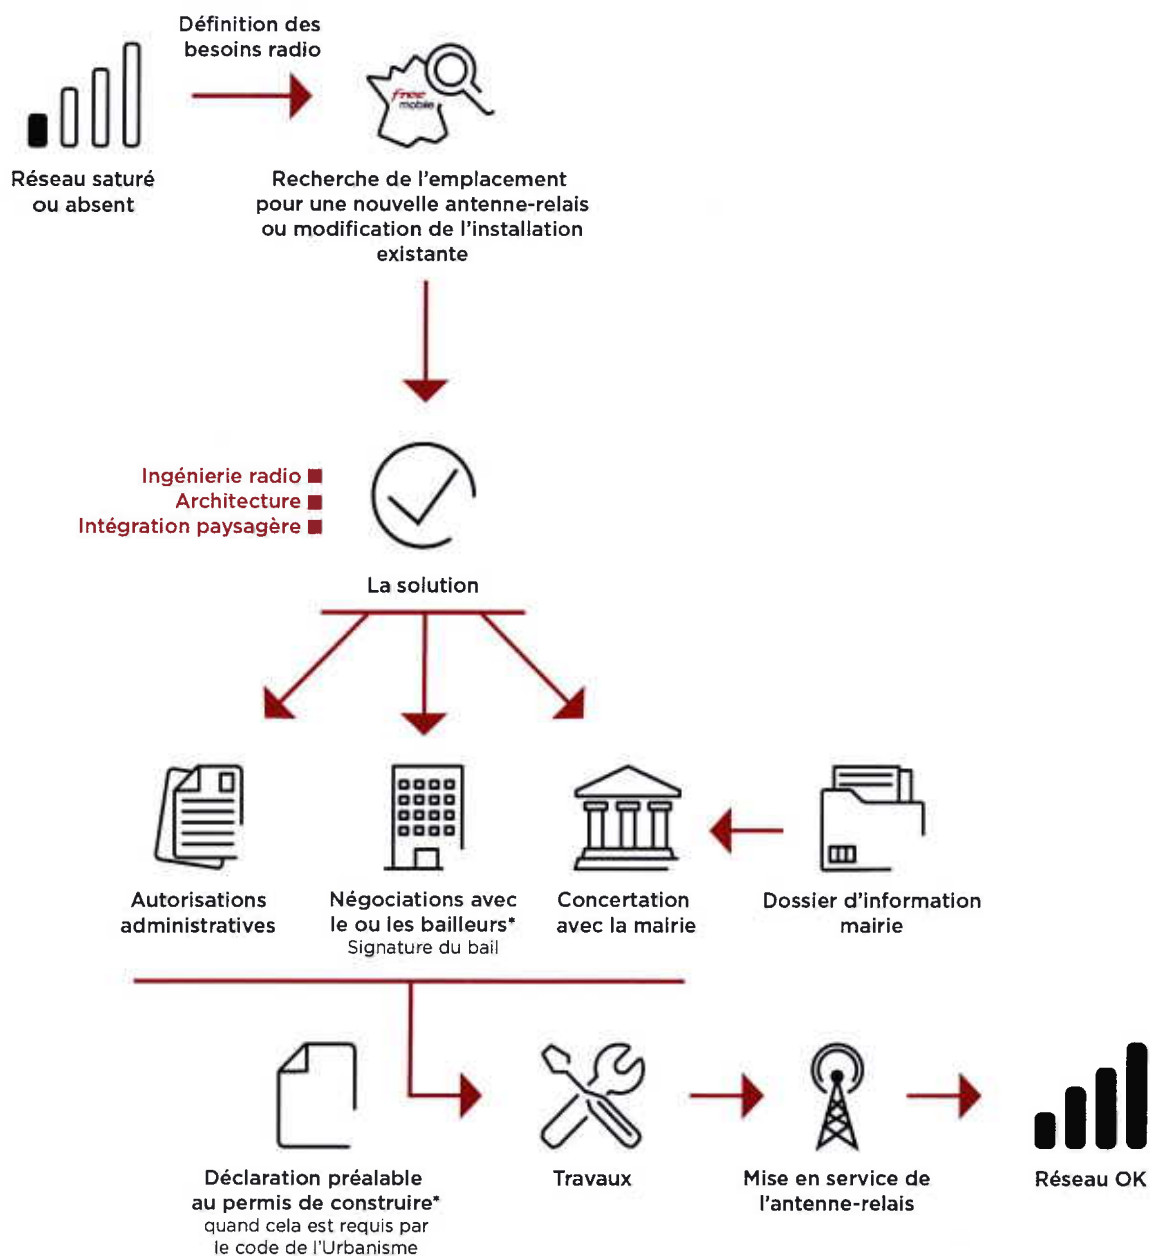 Définition des
besoins radio
free
mobile
Réseau saturé
ou absent
Recherche de l'emplacement
pour une nouvelle antenne-relais
ou modification de l'installation
existante
Ingénierie radio
Architecture
Intégration paysagère
La solution
Autorisations
administratives
Négociations avec
le ou les bailleurs*
Signature du bail
Concertation
avec la mairie
Dossier d'information
mairie
Déclaration préalable
au permis de construire*
quand cela est requis par
le code de l'Urbanisme
Travaux
Mise en service de
l'antenne-relais
Réseau OK